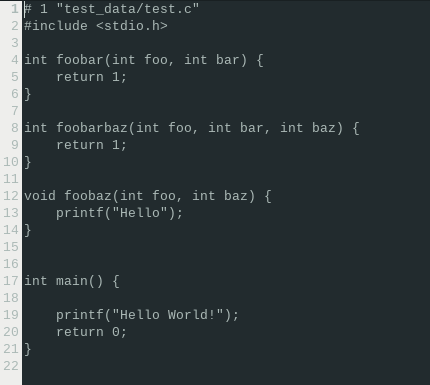 1 # 1 "test_data/test.c"
2 #include <stdio.h>
3
4 int foobar(int foo, int bar) {
5     return 1;
6 }
7
8 int foobarbaz(int foo, int bar, int baz) {
9     return 1;
10 }
11
12 void foobaz(int foo, int baz) {
13     printf("Hello");
14 }
15
16
17 int main() {
18
19     printf("Hello World!");
20     return 0;
21 }
22